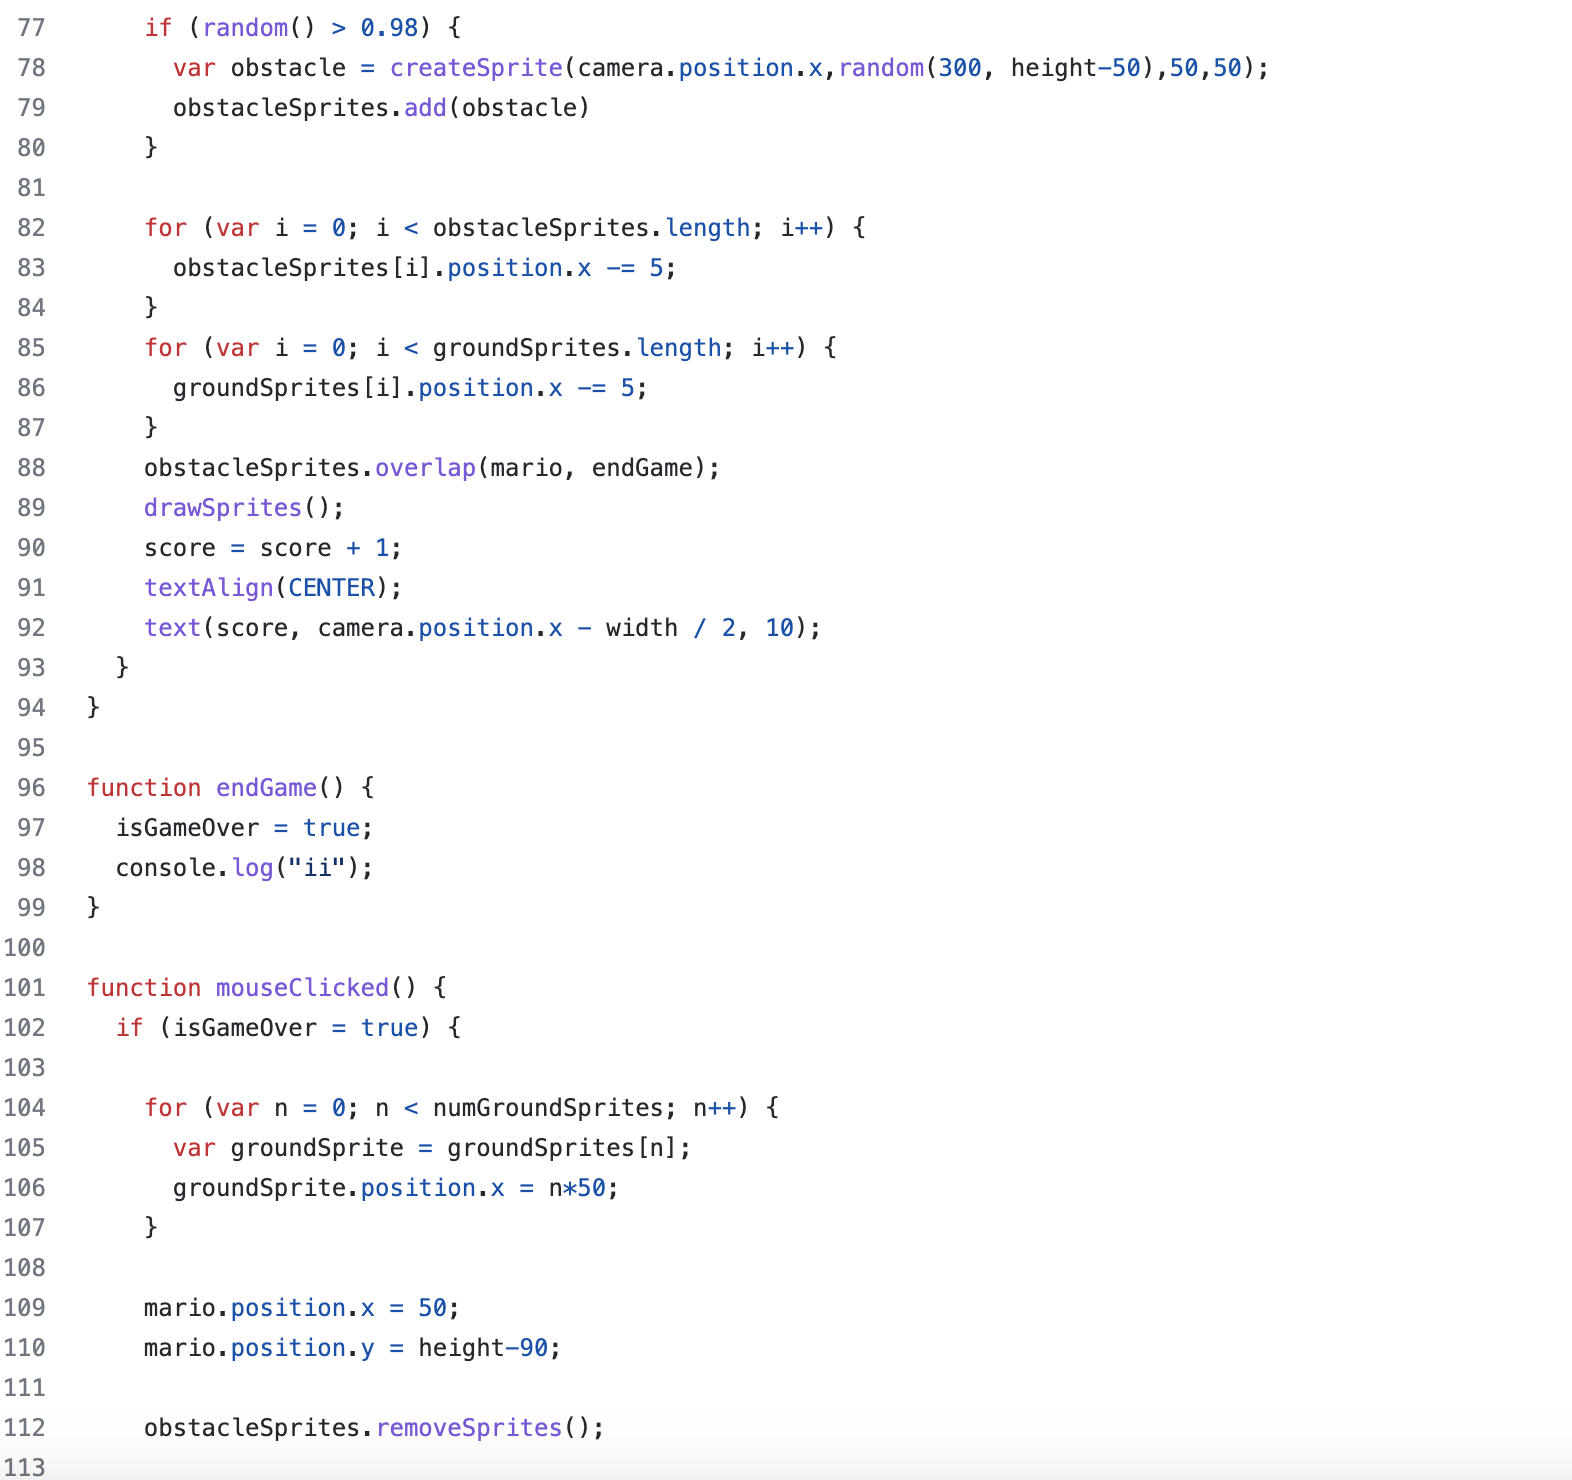 77 if (random() > 0.98) {
78 var obstacle = createSprite(camera.position.x,random(300, height-50),50,50);
79 obstacleSprites.add(obstacle)
80 }
81
82 for (var i = 0; i < obstacleSprites.length; i++) {
83 obstacleSprites[i].position.x -= 5;
84 }
85 for (var i = 0; i < groundSprites.length; i++) {
86 groundSprites[i].position.x -= 5;
87 }
88 obstacleSprites.overlap(mario, endGame);
89 drawSprites();
90 score = score + 1;
91 textAlign(CENTER);
92 text(score, camera.position.x - width / 2, 10);
93 }
94 }
95
96 function endGame() {
97 isGameOver = true;
98 console.log("ii");
99 }
100
101 function mouseClicked() {
102 if (isGameOver = true) {
103
104 for (var n = 0; n < numGroundSprites; n++) {
105 var groundSprite = groundSprites[n];
106 groundSprite.position.x = n*50;
107 }
108
109 mario.position.x = 50;
110 mario.position.y = height-90;
111
112 obstacleSprites.removeSprites();
113